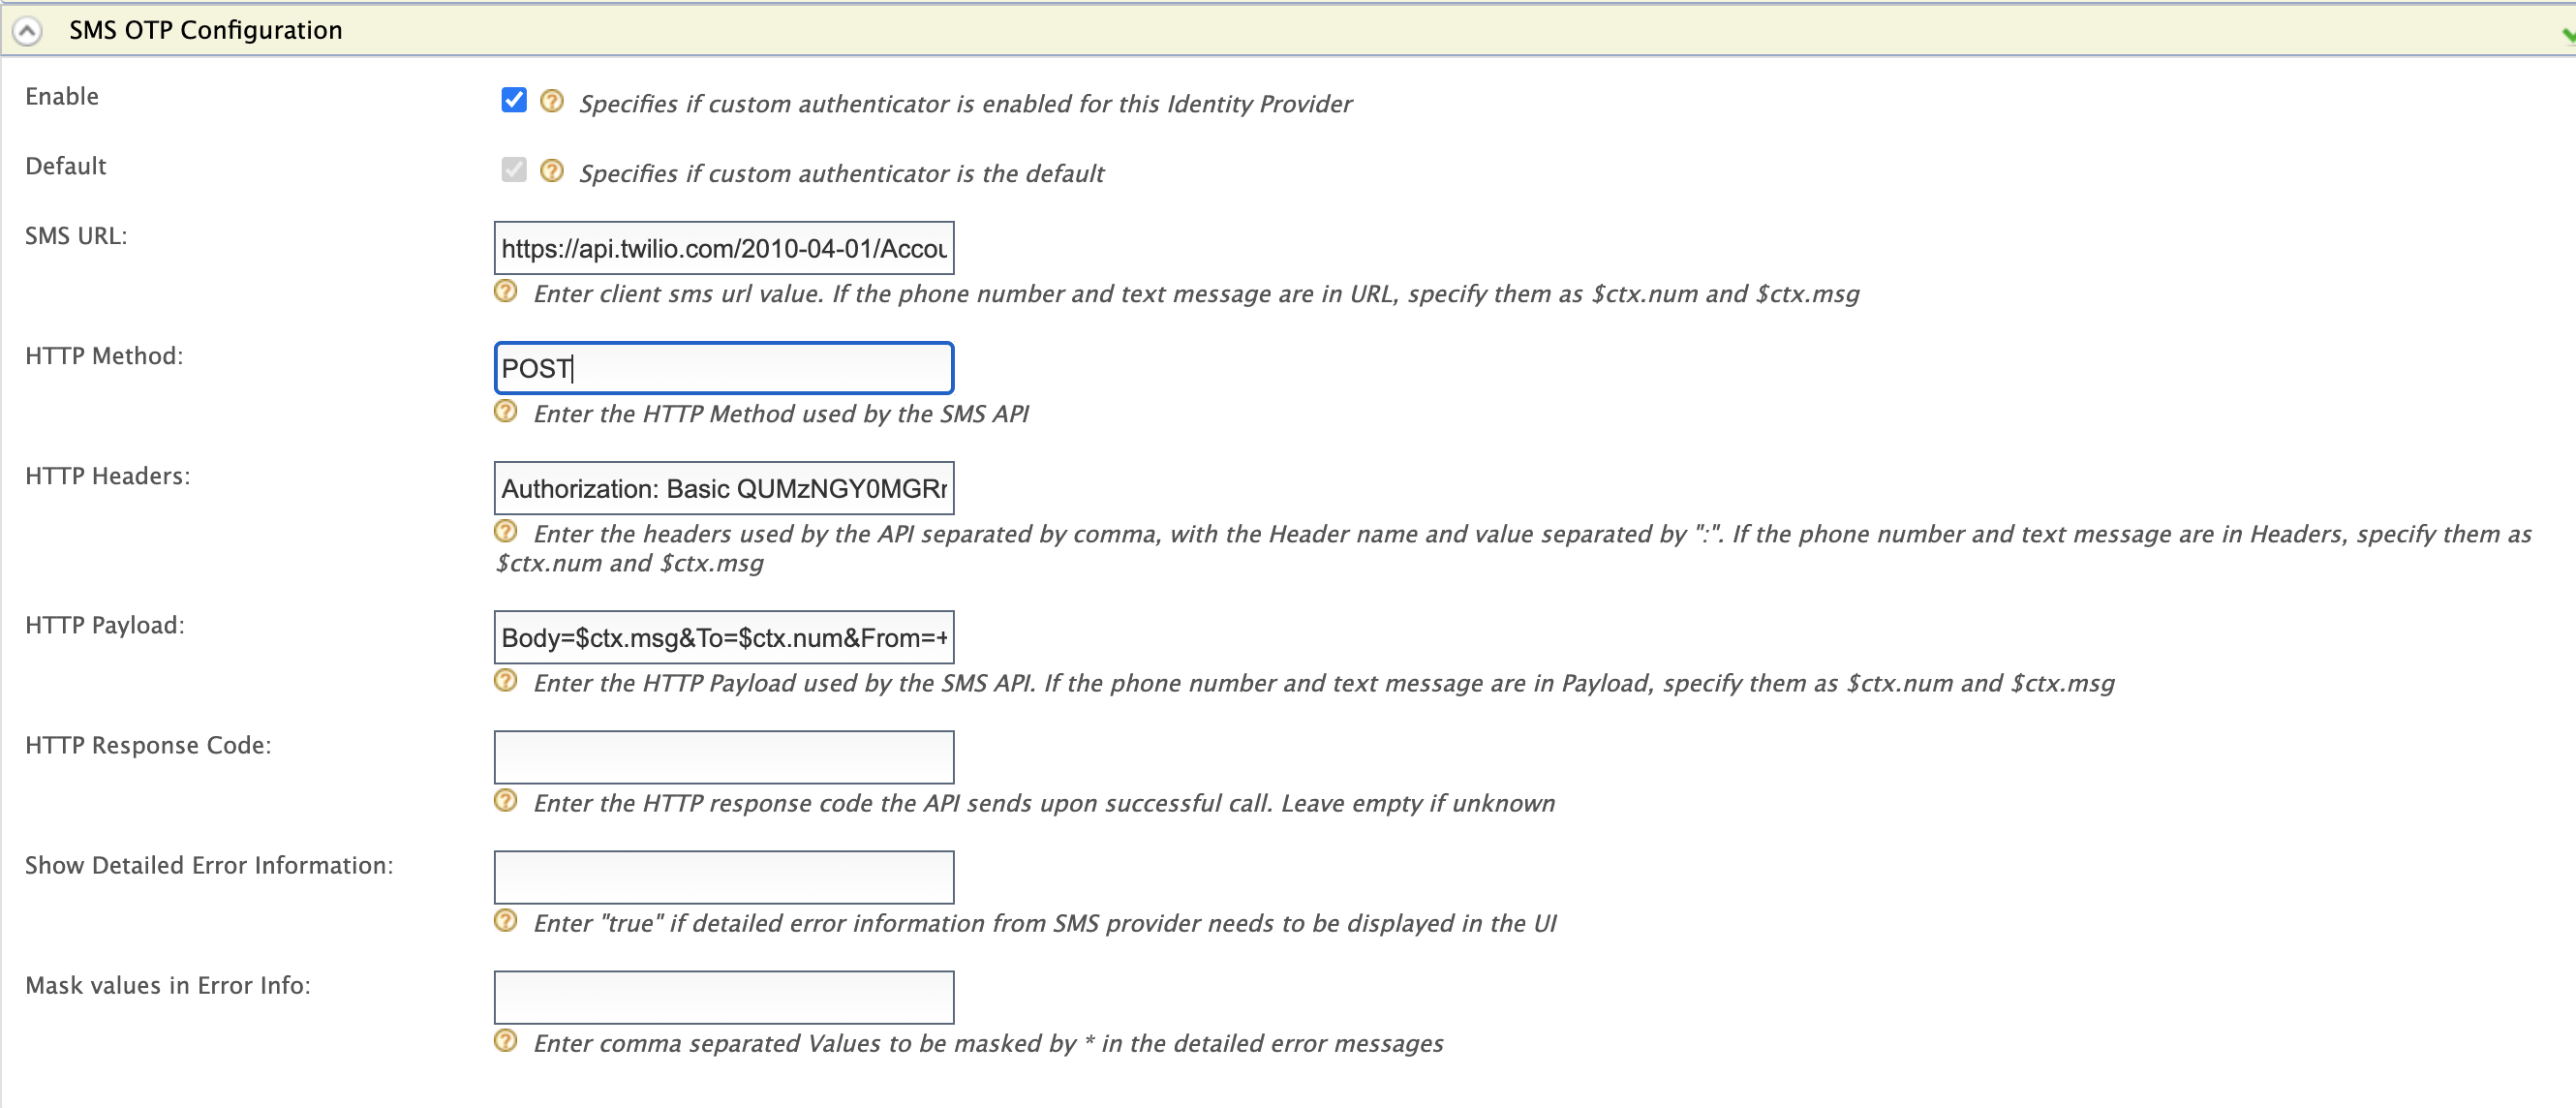 SMS OTP Configuration
Enable
Specifies if custom authenticator is enabled for this Identity Provider
Default
Specifies if custom authenticator is the default
SMS URL:
https://api.twilio.com/2010-04-01/Accou
Enter client sms url value. If the phone number and text message are in URL, specify them as $ctx.num and $ctx.msg
HTTP Method:
POST
Enter the HTTP Method used by the SMS API
HTTP Headers:
Authorization: Basic QUMzNGY0MGRr
Enter the headers used by the API separated by comma, with the Header name and value separated by ":". If the phone number and text message are in Headers, specify them as
$ctx.num and $ctx.msg
HTTP Payload:
Body=$ctx.msg&To=$ctx.num&From=+
Enter the HTTP Payload used by the SMS API. If the phone number and text message are in Payload, specify them as $ctx.num and $ctx.msg
HTTP Response Code:
Enter the HTTP response code the API sends upon successful call. Leave empty if unknown
Show Detailed Error Information:
Enter "true" if detailed error information from SMS provider needs to be displayed in the UI
Mask values in Error Info:
Enter comma separated Values to be masked by * in the detailed error messages